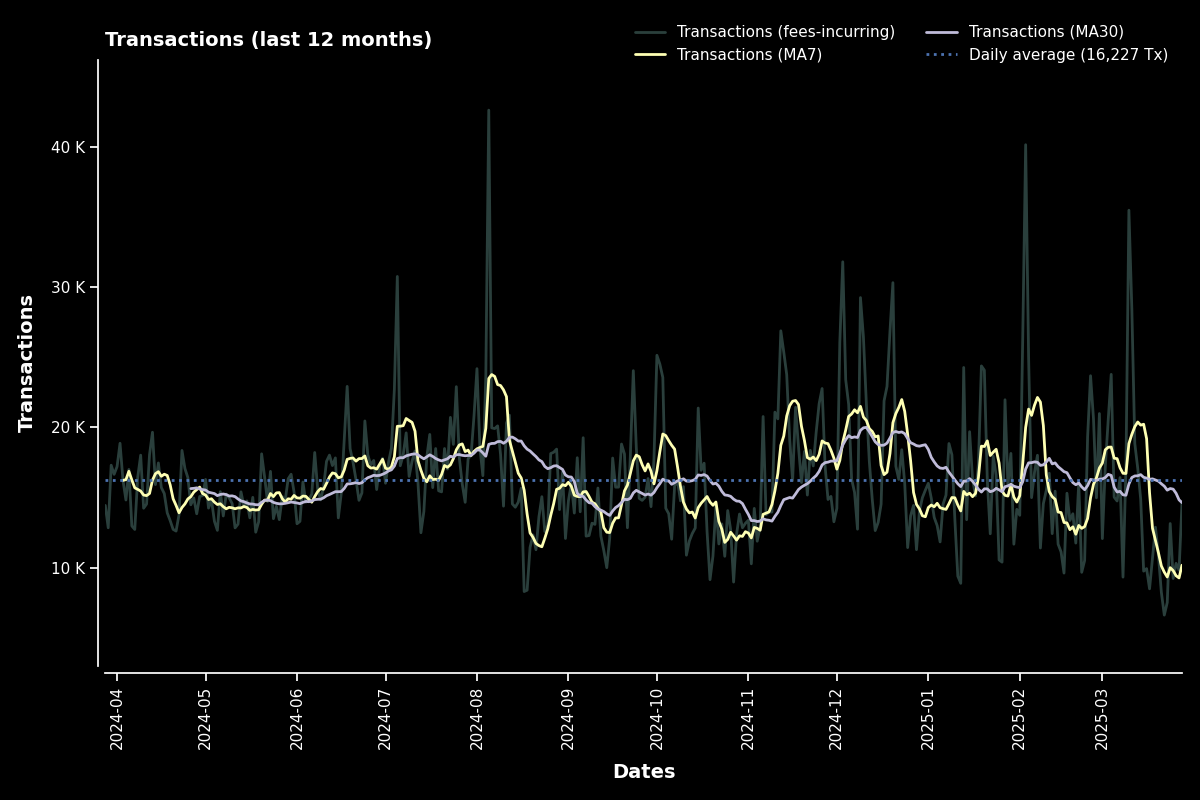 Transactions (last 12 months)
Transactions (fees-incurring)
Transactions (MA7)
Transactions (MA30)
Daily average (16,227 Tx)
Transactions
40 K
30 K
20 K
10 K
2024-04
2024-05
2024-06
2024-07
2024-08
2024-09
2024-10
2024-11
2024-12
2025-01
2025-02
2025-03
Dates